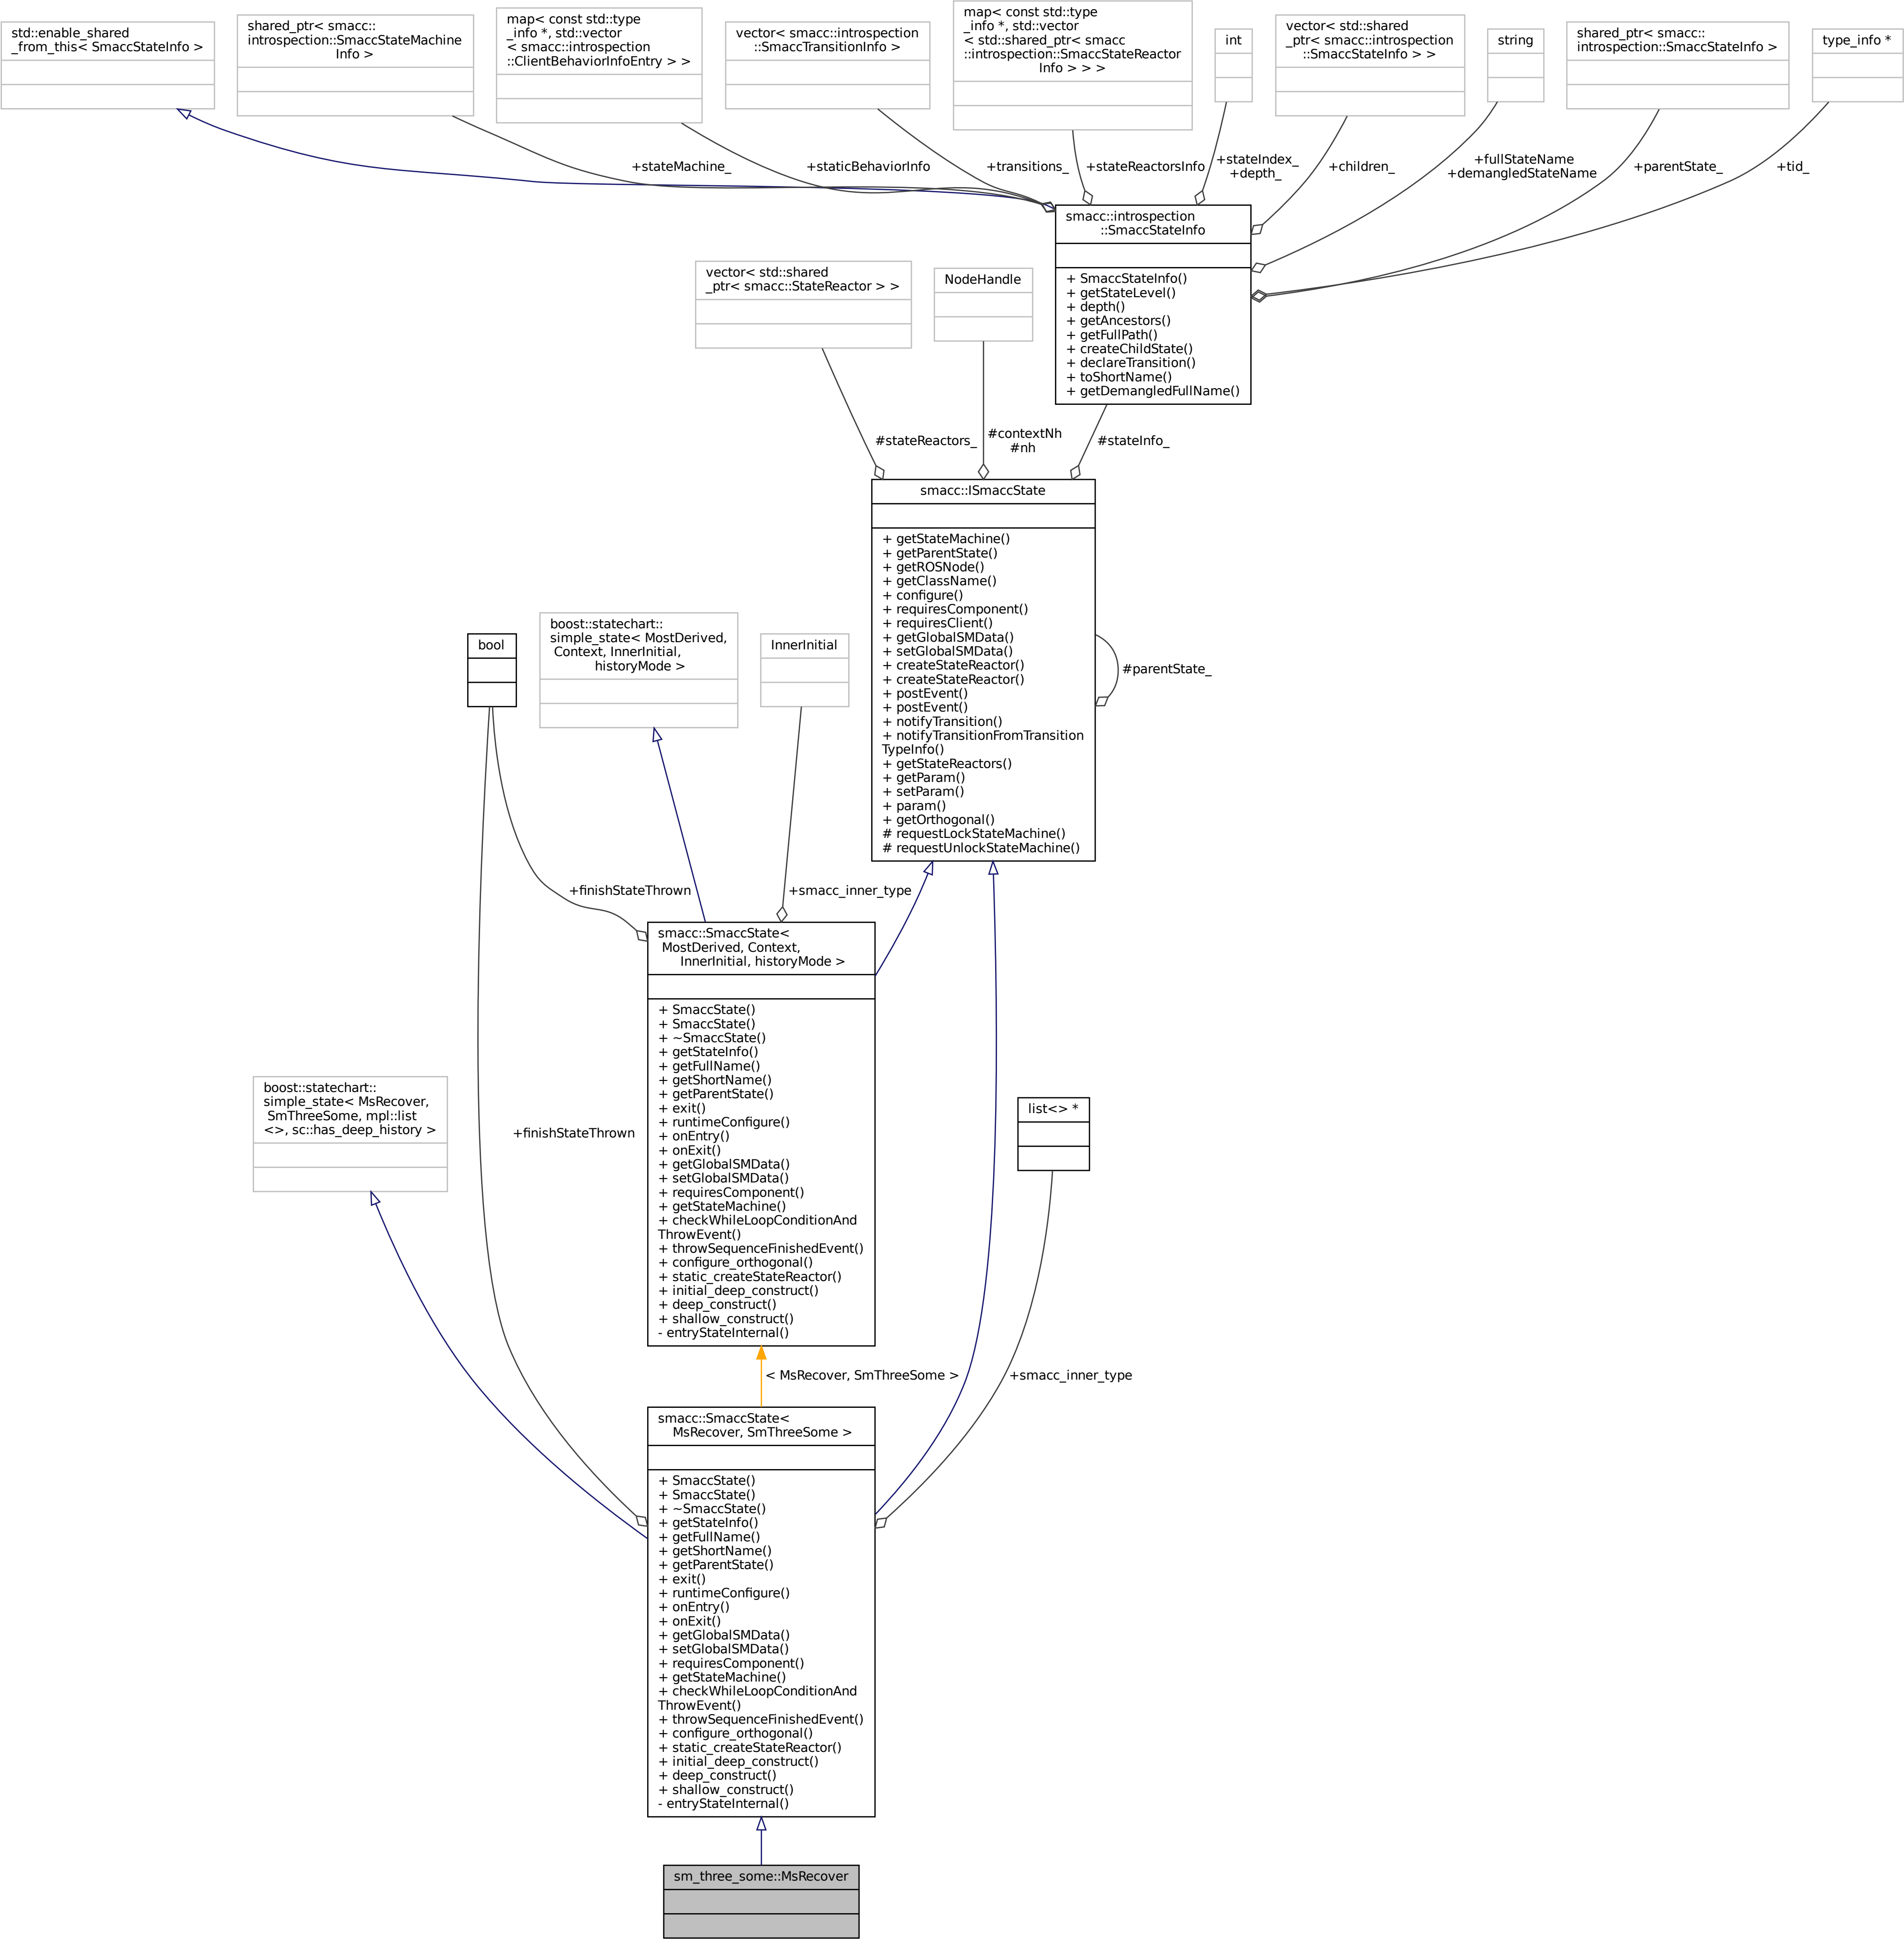 std::enable_shared
_from_this< SmaccStateInfo >
shared_ptr< smacc::
introspection::SmaccStateMachine
Info >
map< const std::type
_info *, std::vector
< smacc::introspection
::ClientBehaviorInfoEntry > >
vector< smacc::introspection
::SmaccTransitionInfo >
map< const std::type
_info *, std::vector
< std::shared_ptr< smacc
::introspection::SmaccStateReactor
Info > > >
int
vector< std::shared
_ptr< smacc::introspection
::SmaccStateInfo > >
string
shared_ptr< smacc::
introspection::SmaccStateInfo >
type_info *
+stateMachine_
+staticBehaviorInfo
+transitions_
+stateReactorsInfo
+stateIndex_
+depth_
+children_
+fullStateName
+demangledStateName
+parentState_
+tid_
smacc::introspection
::SmaccStateInfo
+ SmaccStateInfo()
+ getStateLevel()
+ depth()
+ getAncestors()
+ getFullPath()
+ createChildState()
+ declareTransition()
+ toShortName()
+ getDemangledFullName()
vector< std::shared
_ptr< smacc::StateReactor > >
NodeHandle
#stateReactors_
#contextNh
#nh
#stateInfo_
smacc::ISmaccState
+ getStateMachine()
+ getParentState()
+ getROSNode()
+ getClassName()
+ configure()
+ requiresComponent()
+ requiresClient()
+ getGlobalSMData()
+ setGlobalSMData()
+ createStateReactor()
+ createStateReactor()
+ postEvent()
+ postEvent()
+ notifyTransition()
+ notifyTransitionFromTransition
TypeInfo()
+ getStateReactors()
+ getParam()
+ setParam()
+ param()
+ getOrthogonal()
# requestLockStateMachine()
# requestUnlockStateMachine()
#parentState_
bool
boost::statechart::
simple_state< MostDerived,
Context, InnerInitial,
historyMode >
InnerInitial
+finishStateThrown
+smacc_inner_type
smacc::SmaccState<
MostDerived, Context,
InnerInitial, historyMode >
+ SmaccState()
+ SmaccState()
+ ~SmaccState()
+ getStateInfo()
+ getFullName()
+ getShortName()
+ getParentState()
+ exit()
+ runtimeConfigure()
+ onEntry()
+ onExit()
+ getGlobalSMData()
+ setGlobalSMData()
+ requiresComponent()
+ getStateMachine()
+ checkWhileLoopConditionAnd
ThrowEvent()
+ throwSequenceFinishedEvent()
+ configure_orthogonal()
+ static_createStateReactor()
+ initial_deep_construct()
+ deep_construct()
+ shallow_construct()
- entryStateInternal()
boost::statechart::
simple_state< MsRecover,
SmThreeSome, mpl::list
<>, sc::has_deep_history >
+finishStateThrown
list<> *
< MsRecover, SmThreeSome >
+smacc_inner_type
smacc::SmaccState<
MsRecover, SmThreeSome >
+ SmaccState()
+ SmaccState()
+ ~SmaccState()
+ getStateInfo()
+ getFullName()
+ getShortName()
+ getParentState()
+ exit()
+ runtimeConfigure()
+ onEntry()
+ onExit()
+ getGlobalSMData()
+ setGlobalSMData()
+ requiresComponent()
+ getStateMachine()
+ checkWhileLoopConditionAnd
ThrowEvent()
+ throwSequenceFinishedEvent()
+ configure_orthogonal()
+ static_createStateReactor()
+ initial_deep_construct()
+ deep_construct()
+ shallow_construct()
- entryStateInternal()
sm_three_some::MsRecover